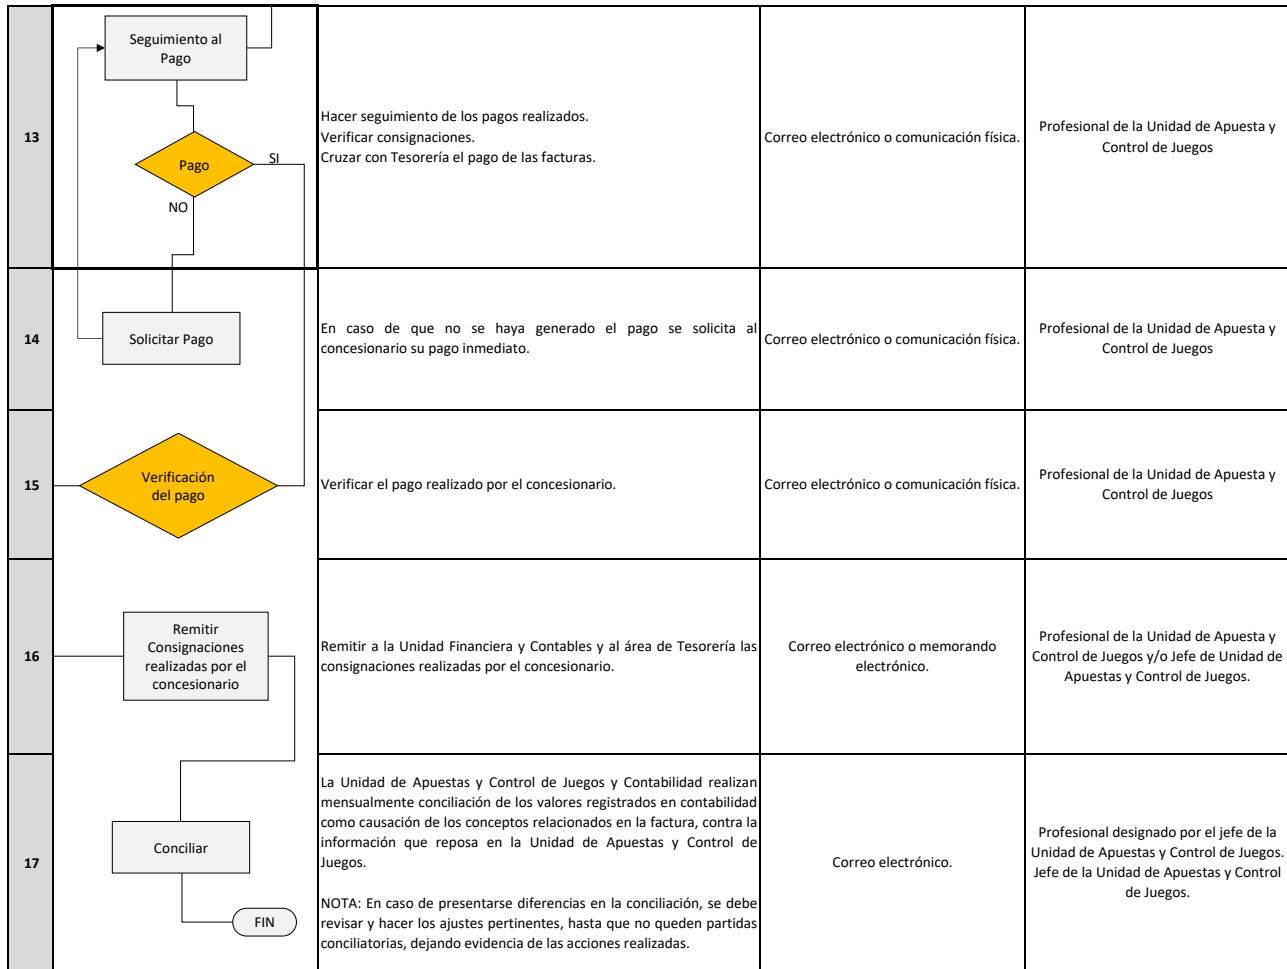 13
Seguimiento al
Pago
Pago
SI
NO
Hacer seguimiento de los pagos realizados.
Verificar consignaciones.
Cruzar con Tesorería el pago de las facturas.
Correo electrónico o comunicación física.
Profesional de la Unidad de Apuesta y
Control de Juegos
14
Solicitar Pago
En caso de que no se haya generado el pago se solicita al
concesionario su pago inmediato.
Correo electrónico o comunicación física.
Profesional de la Unidad de Apuesta y
Control de Juegos
15
Verificación
del pago
Verificar el pago realizado por el concesionario.
Correo electrónico o comunicación física.
Profesional de la Unidad de Apuesta y
Control de Juegos
16
Remitir
Consignaciones
realizadas por el
concesionario
Remitir a la Unidad Financiera y Contables y al área de Tesorería las
consignaciones realizadas por el concesionario.
Correo electrónico o memorando
electrónico.
Profesional de la Unidad de Apuesta y
Control de Juegos y/o Jefe de Unidad de
Apuestas y Control de Juegos.
17
Conciliar
FIN
La Unidad de Apuestas y Control de Juegos y Contabilidad realizan
mensualmente conciliación de los valores registrados en contabilidad
como causación de los conceptos relacionados en la factura, contra la
información que reposa en la Unidad de Apuestas y Control de
Juegos.
NOTA: En caso de presentarse diferencias en la conciliación, se debe
revisar y hacer los ajustes pertinentes, hasta que no queden partidas
conciliatorias, dejando evidencia de las acciones realizadas.
Correo electrónico.
Profesional designado por el jefe de la
Unidad de Apuestas y Control de Juegos.
Jefe de la Unidad de Apuestas y Control
de Juegos.